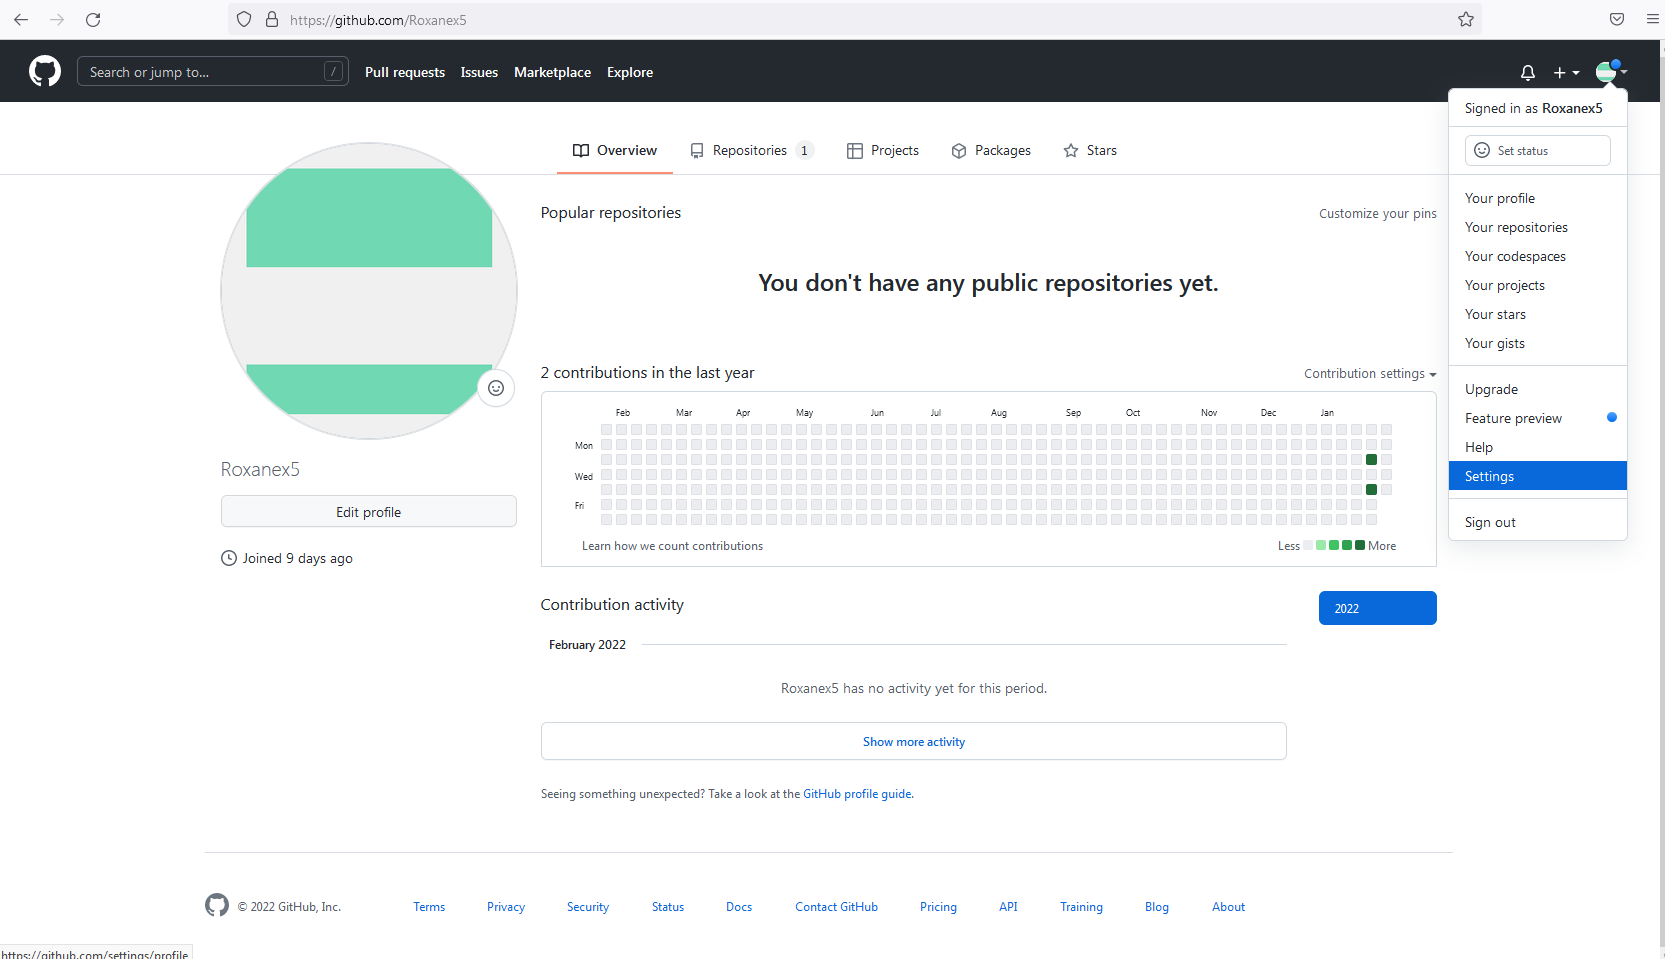 https://github.com/Roxanex5
Search or jump to... /
Pull requests Issues Marketplace Explore
Signed in as Roxanex5
Set status
Your profile
Your repositories
Your codespaces
Your projects
Your stars
Your gists
Upgrade
Feature preview
Help
Settings
Sign out
Overview Repositories 1 Projects Packages Stars
Roxanex5
Edit profile
Joined 9 days ago
Popular repositories Customize your pins
You don't have any public repositories yet.
2 contributions in the last year Contribution settings
Feb Mar Apr May Jun Jul Aug Sep Oct Nov Dec Jan
Mon
Wed
Fri
Learn how we count contributions Less More
Contribution activity 2022
February 2022
Roxanex5 has no activity yet for this period.
Show more activity
Seeing something unexpected? Take a look at the GitHub profile guide.
© 2022 GitHub, Inc. Terms Privacy Security Status Docs Contact GitHub Pricing API Training Blog About
https://github.com/settings/profile